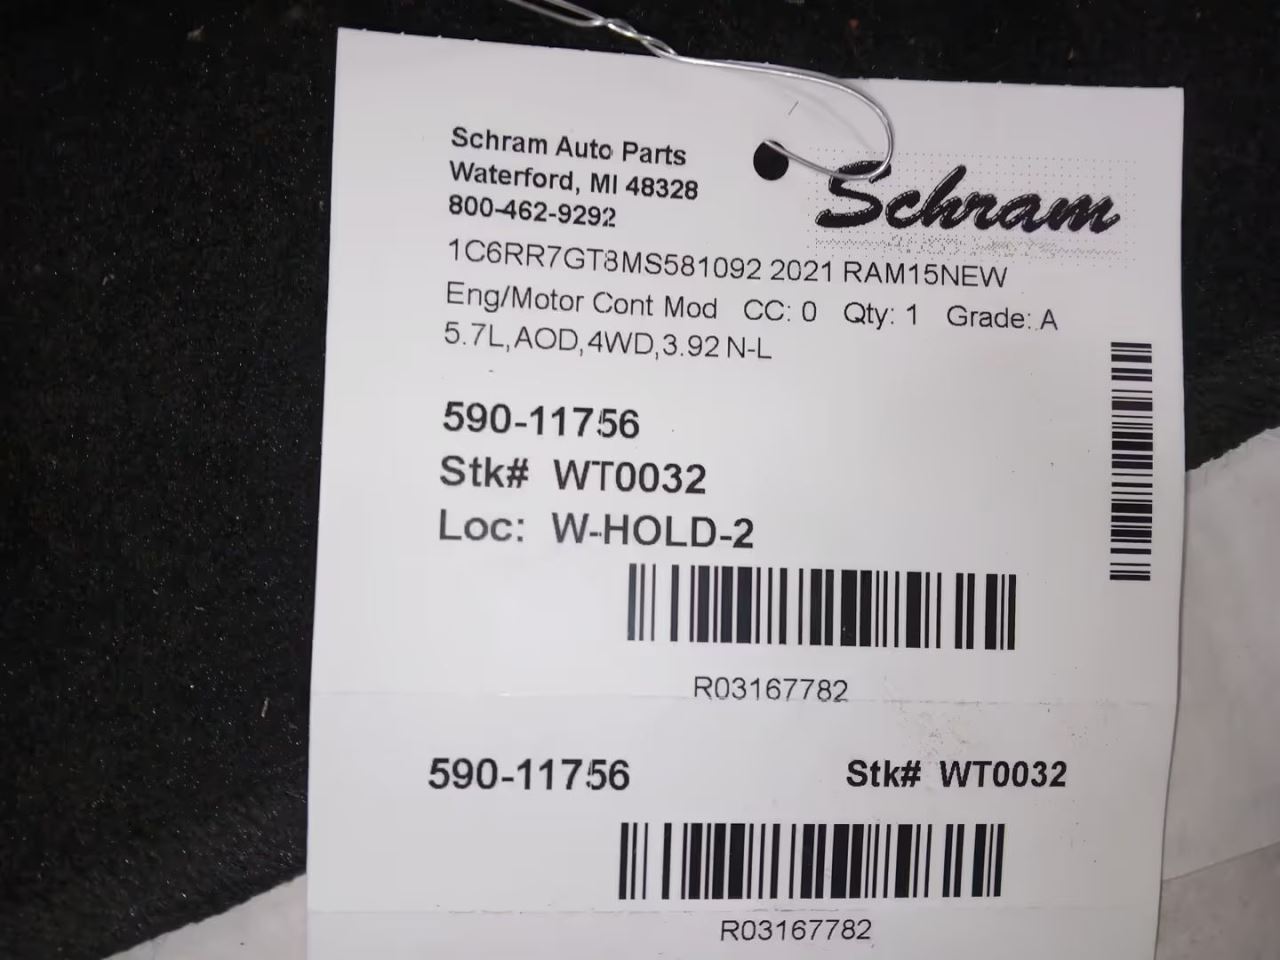 Schram Auto Parts
Waterford, MI 48328
800-462-9292
Schram
1C6RR7GT8MS581092 2021 RAM15NEW
Eng/Motor Cont Mod CC: 0 Qty: 1 Grade: A
5.7L,AOD,4WD,3.92 N-L
590-11756
Stk# WT0032
Loc: W-HOLD-2
R03167782
590-11756 Stk# WT0032
R03167782